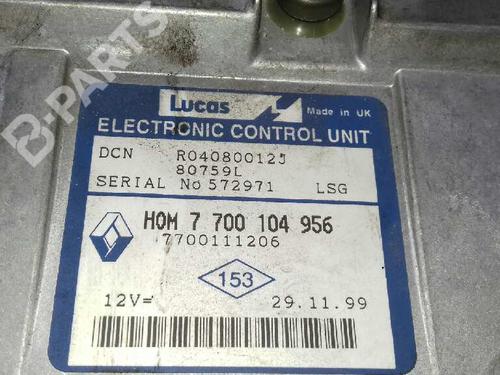 Lucas
Made in UK
ELECTRONIC CONTROL UNIT
DCN R04080012J
80759L
SERIAL No 572971 LSG
HOM 7 700 104 956
7700111206
153
12V= 29.11.99
B-PARTS